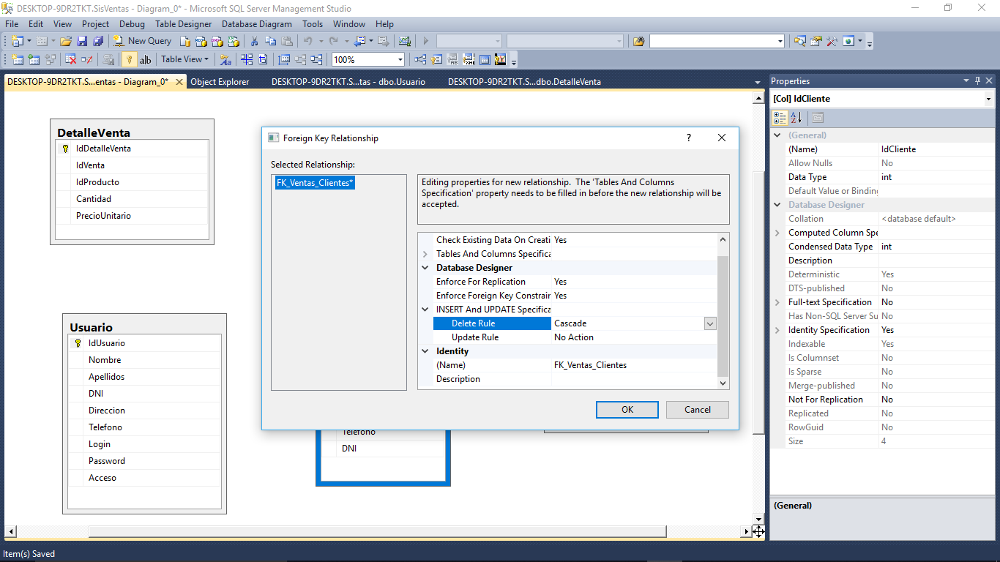 DESKTOP-9DR2TKT.SisVentas - Diagram_0* - Microsoft SQL Server Management Studio
File Edit View Project Debug Table Designer Database Diagram Tools Window Help
New Query
Table View 100%
DESKTOP-9DR2TKT.S...entas - Diagram_0* Object Explorer DESKTOP-9DR2TKT.S...tas - dbo.Usuario DESKTOP-9DR2TKT.S...dbo.DetalleVenta
DetalleVenta
IdDetalleVenta
IdVenta
IdProducto
Cantidad
PrecioUnitario
Usuario
IdUsuario
Nombre
Apellidos
DNI
Direccion
Telefono
Login
Password
Acceso
Foreign Key Relationship
Selected Relationship:
FK_Ventas_Clientes*
Editing properties for new relationship. The 'Tables And Columns
Specification' property needs to be filled in before the new relationship will be
accepted.
Check Existing Data On Creati Yes
Tables And Columns Specifica
Database Designer
Enforce For Replication Yes
Enforce Foreign Key Constrair Yes
INSERT And UPDATE Specifica
Delete Rule Cascade
Update Rule No Action
Identity
(Name) FK_Ventas_Clientes
Description
OK Cancel
Telefono
DNI
Properties
[Col] IdCliente
(General)
(Name) IdCliente
Allow Nulls No
Data Type int
Default Value or Binding
Database Designer
Collation <database default>
Computed Column Spe
Condensed Data Type int
Description
Deterministic Yes
DTS-published No
Full-text Specification No
Has Non-SQL Server Su No
Identity Specification Yes
Indexable Yes
Is Columnset No
Is Sparse No
Merge-published No
Not For Replication No
Replicated No
RowGuid No
Size 4
(General)
Item(s) Saved